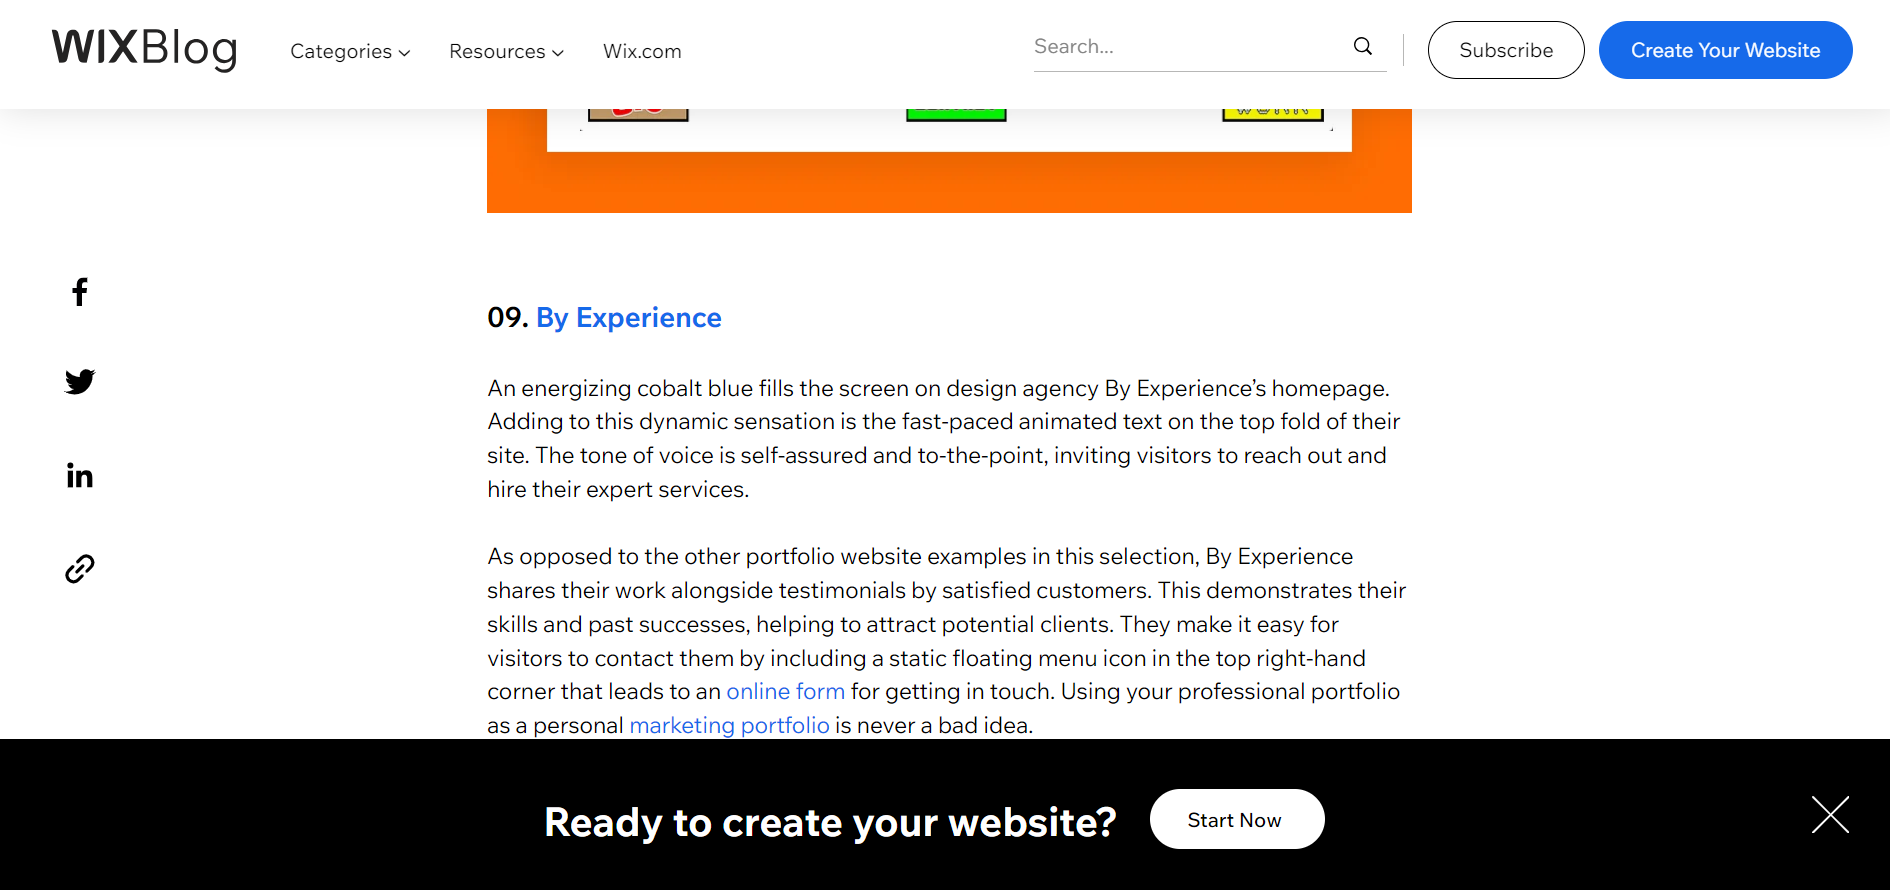 WIXBlog
Categories
Resources
Wix.com
Search...
Subscribe
Create Your Website
09. By Experience
An energizing cobalt blue fills the screen on design agency By Experience’s homepage.
Adding to this dynamic sensation is the fast-paced animated text on the top fold of their
site. The tone of voice is self-assured and to-the-point, inviting visitors to reach out and
hire their expert services.
As opposed to the other portfolio website examples in this selection, By Experience
shares their work alongside testimonials by satisfied customers. This demonstrates their
skills and past successes, helping to attract potential clients. They make it easy for
visitors to contact them by including a static floating menu icon in the top right-hand
corner that leads to an online form for getting in touch. Using your professional portfolio
as a personal marketing portfolio is never a bad idea.
Ready to create your website?
Start Now